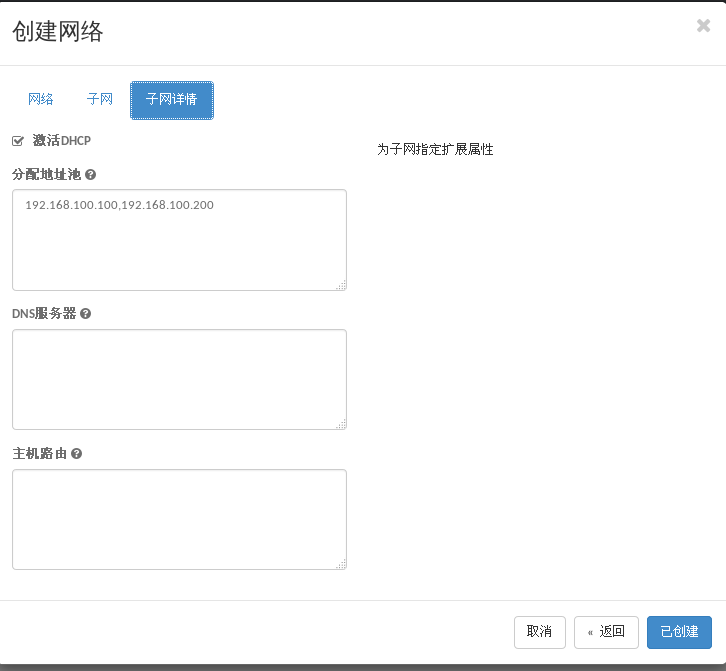 创建网络
网络 子网 子网详情
激活DHCP
为子网指定扩展属性
分配地址池
192.168.100.100,192.168.100.200
DNS服务器
主机路由
取消 « 返回 已创建